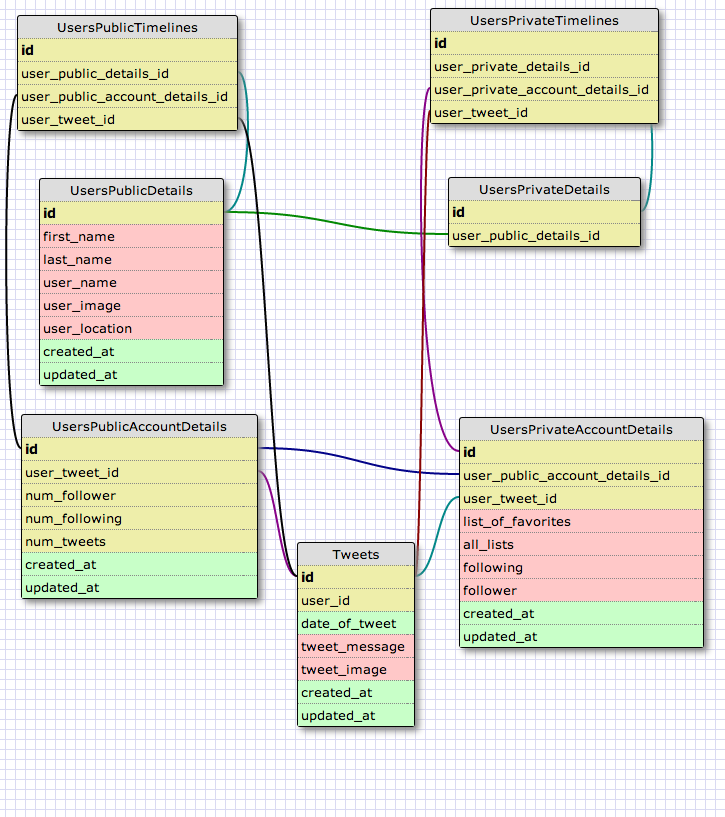 UsersPublicTimelines
id
user_public_details_id
user_public_account_details_id
user_tweet_id
UsersPrivateTimelines
id
user_private_details_id
user_private_account_details_id
user_tweet_id
UsersPublicDetails
id
first_name
last_name
user_name
user_image
user_location
created_at
updated_at
UsersPrivateDetails
id
user_public_details_id
UsersPublicAccountDetails
id
user_tweet_id
num_follower
num_following
num_tweets
created_at
updated_at
UsersPrivateAccountDetails
id
user_public_account_details_id
user_tweet_id
list_of_favorites
all_lists
following
follower
created_at
updated_at
Tweets
id
user_id
date_of_tweet
tweet_message
tweet_image
created_at
updated_at